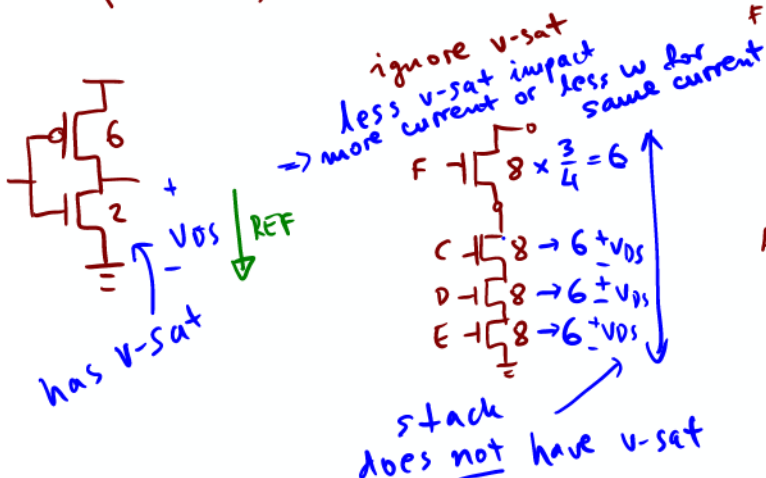 F
ignore v-sat
less v-sat impact
=> more current or less w for
same current
6
2
+
VDS
-
REF
has v-sat
F 8 × 3/4 = 6
C 8 → 6 + VDS -
D 8 → 6 + VDS -
E 8 → 6 + VDS -
stack
does not have v-sat